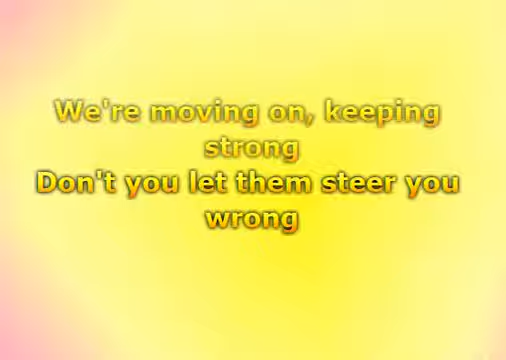 We're moving on, keeping
strong
Don't you let them steer you
wrong